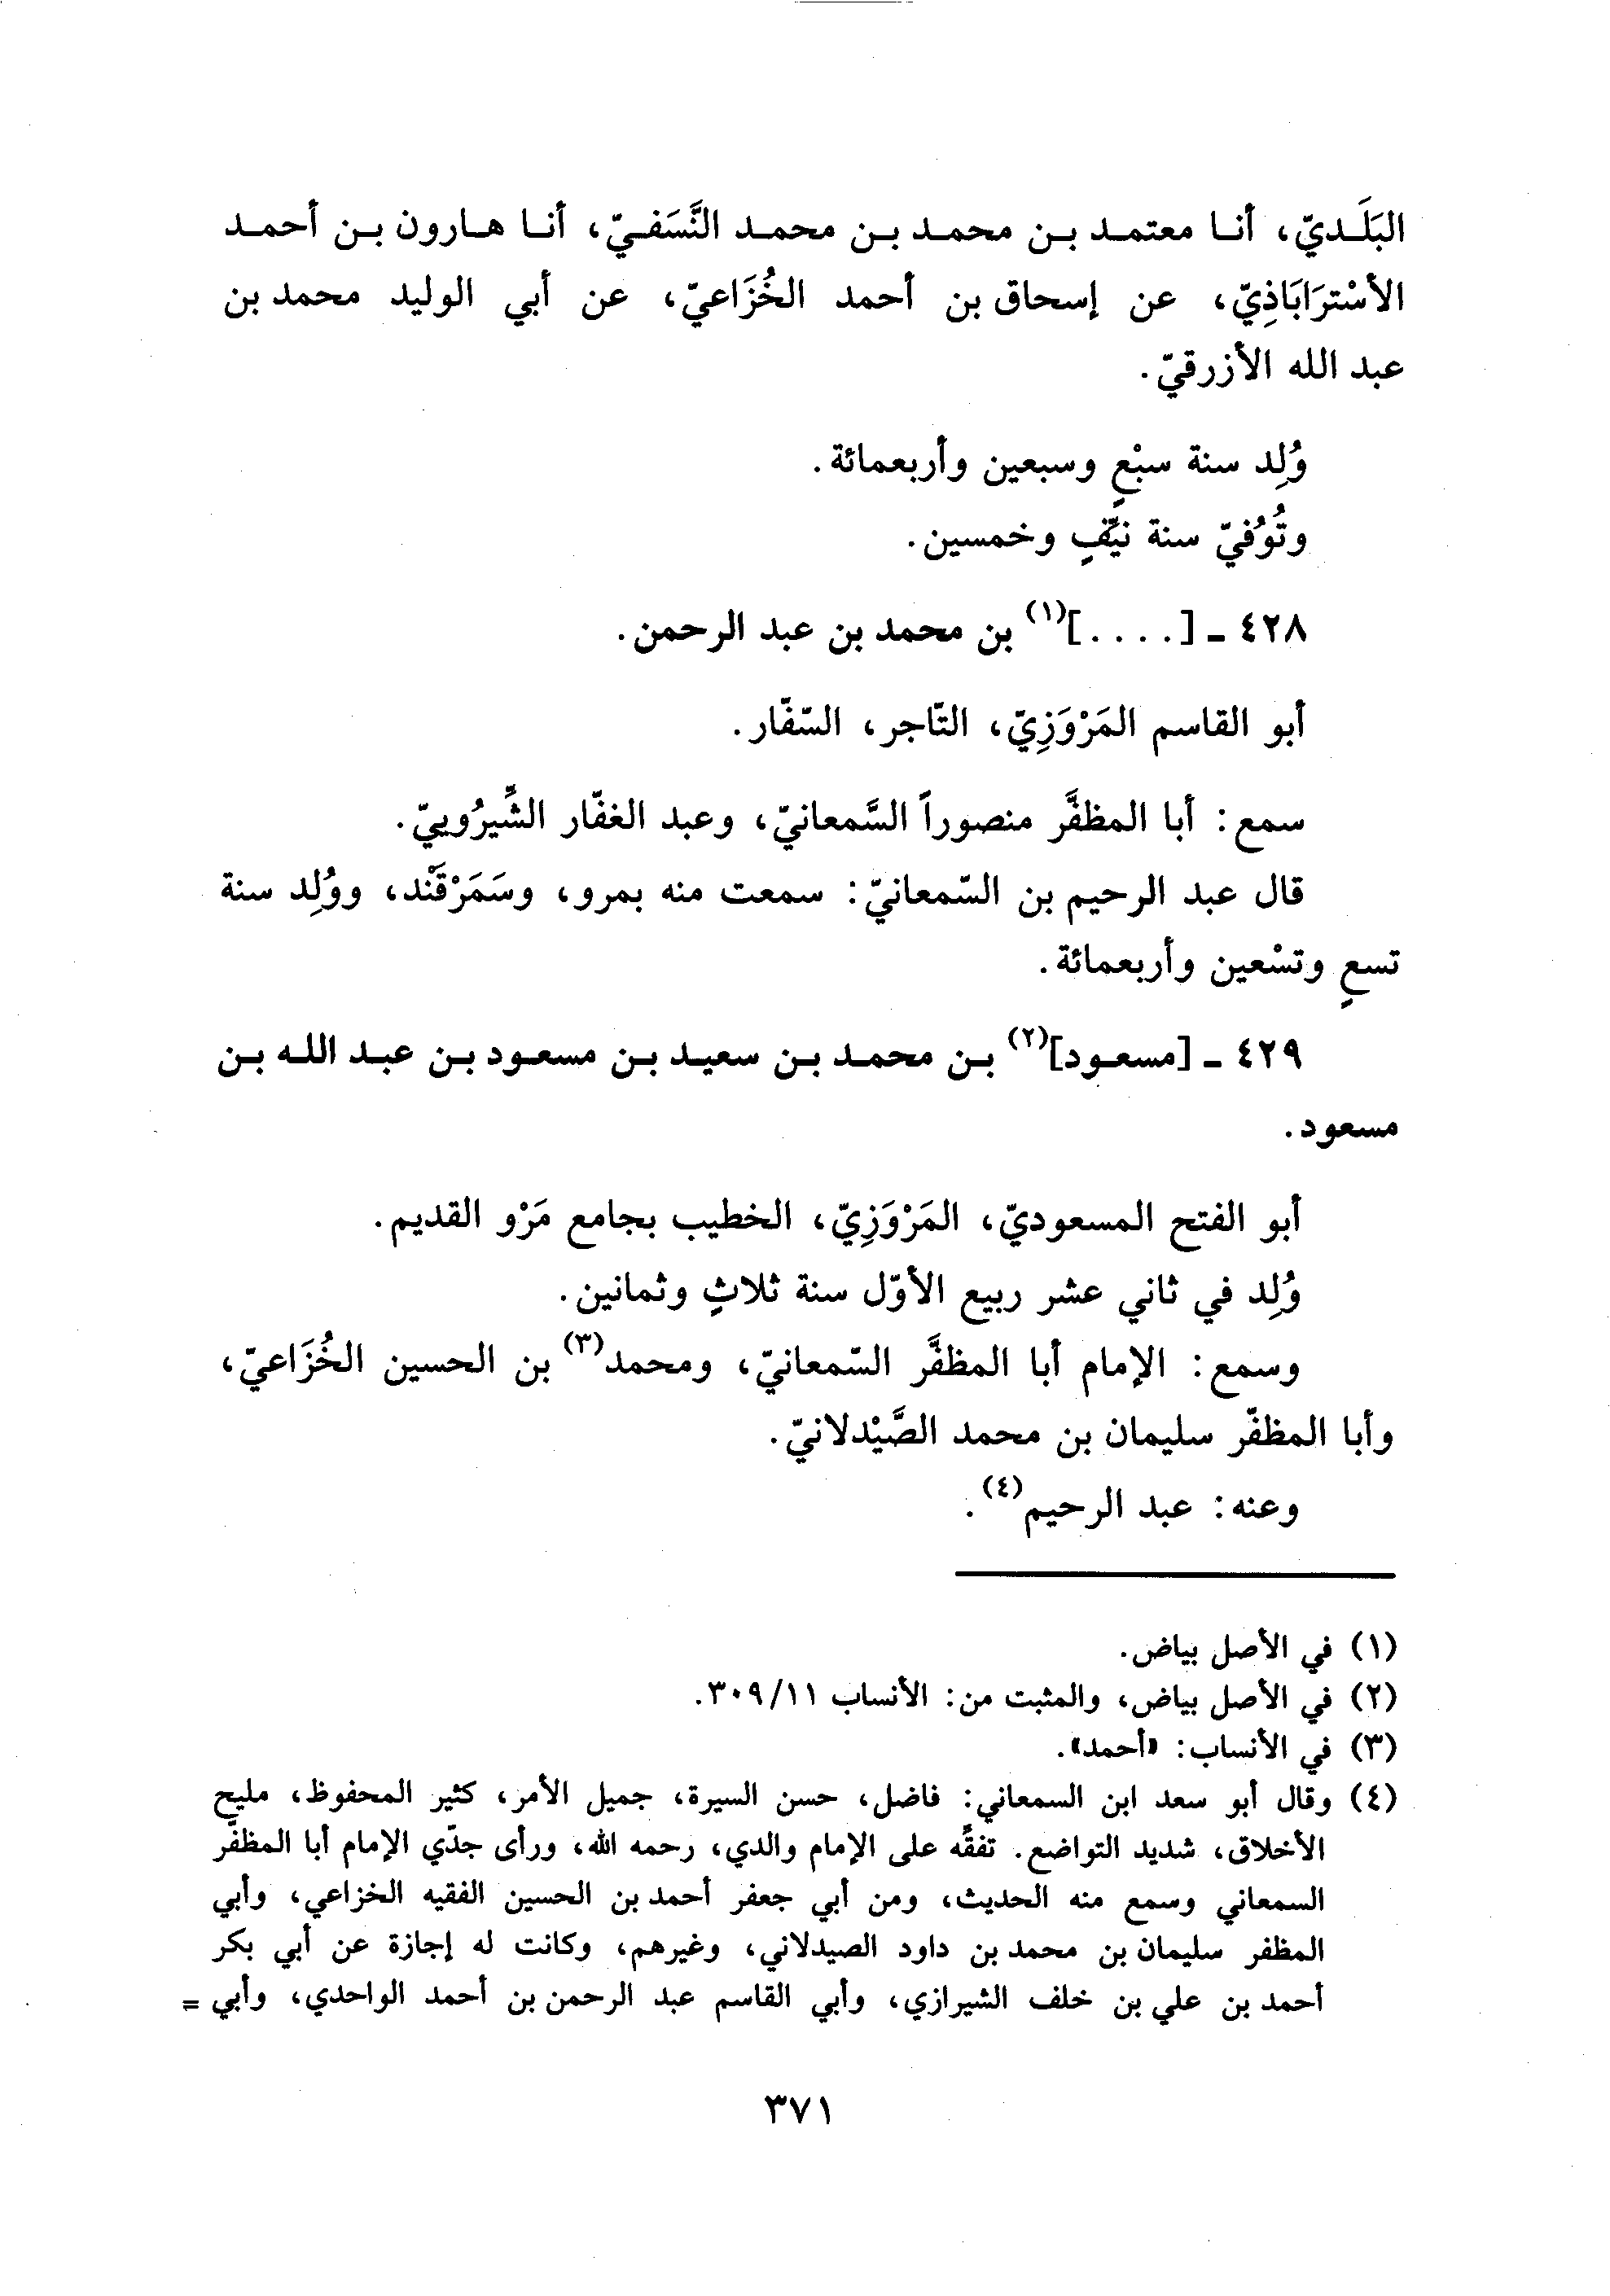 البَلَديّ، أنا معتمد بن محمد بن محمد النَّسَفيّ، أنا هارون بن أحمد
الأسْترَابَاذِيّ، عن إسحاق بن أحمد الخُزَاعيّ، عن أبي الوليد محمد بن
عبد الله الأزرقيّ.
وُلِد سنة سبْعٍ وسبعين وأربعمائة.
وتُوُفيّ سنة نيّفٍ وخمسين.
٤٢٨ ـ [....](١) بن محمد بن عبد الرحمن.
أبو القاسم المَرْوَزِيّ، التّاجر، السّفّار.
سمع: أبا المظفَّر منصوراً السَّمعانيّ، وعبد الغفّار الشِّيرُوييّ.
قال عبد الرحيم بن السّمعانيّ: سمعت منه بمرو، وسَمَرْقَنْد، ووُلِد سنة
تسعٍ وتسْعين وأربعمائة.
٤٢٩ ـ [مسعود](٢) بن محمد بن سعيد بن مسعود بن عبد الله بن
مسعود.
أبو الفتح المسعوديّ، المَرْوَزِيّ، الخطيب بجامع مَرْو القديم.
وُلِد في ثاني عشر ربيع الأوّل سنة ثلاثٍ وثمانين.
وسمع: الإمام أبا المظفَّر السّمعانيّ، ومحمد(٣) بن الحسين الخُزَاعيّ،
وأبا المظفّر سليمان بن محمد الصَّيْدلانيّ.
وعنه: عبد الرحيم(٤).
(١) في الأصل بياض.
(٢) في الأصل بياض، والمثبت من: الأنساب ٣٠٩/١١.
(٣) في الأنساب: «أحمد».
(٤) وقال أبو سعد ابن السمعاني: فاضل، حسن السيرة، جميل الأمر، كثير المحفوظ، مليح
الأخلاق، شديد التواضع. تفقّه على الإمام والدي، رحمه الله، ورأى جدّي الإمام أبا المظفّر
السمعاني وسمع منه الحديث، ومن أبي جعفر أحمد بن الحسين الفقيه الخزاعي، وأبي
المظفر سليمان بن محمد بن داود الصيدلاني، وغيرهم، وكانت له إجازة عن أبي بكر
أحمد بن علي بن خلف الشيرازي، وأبي القاسم عبد الرحمن بن أحمد الواحدي، وأبي =
٣٧١